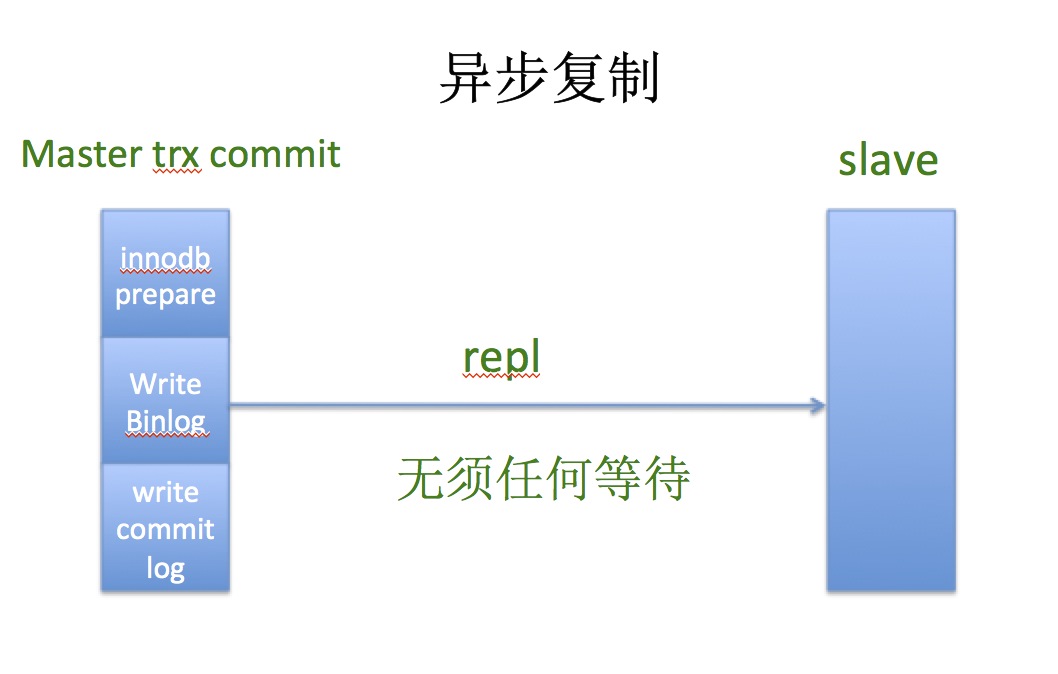 异步复制
Master trx commit
slave
innodb
prepare
repl
Write
Binlog
无须任何等待
write
commit
log